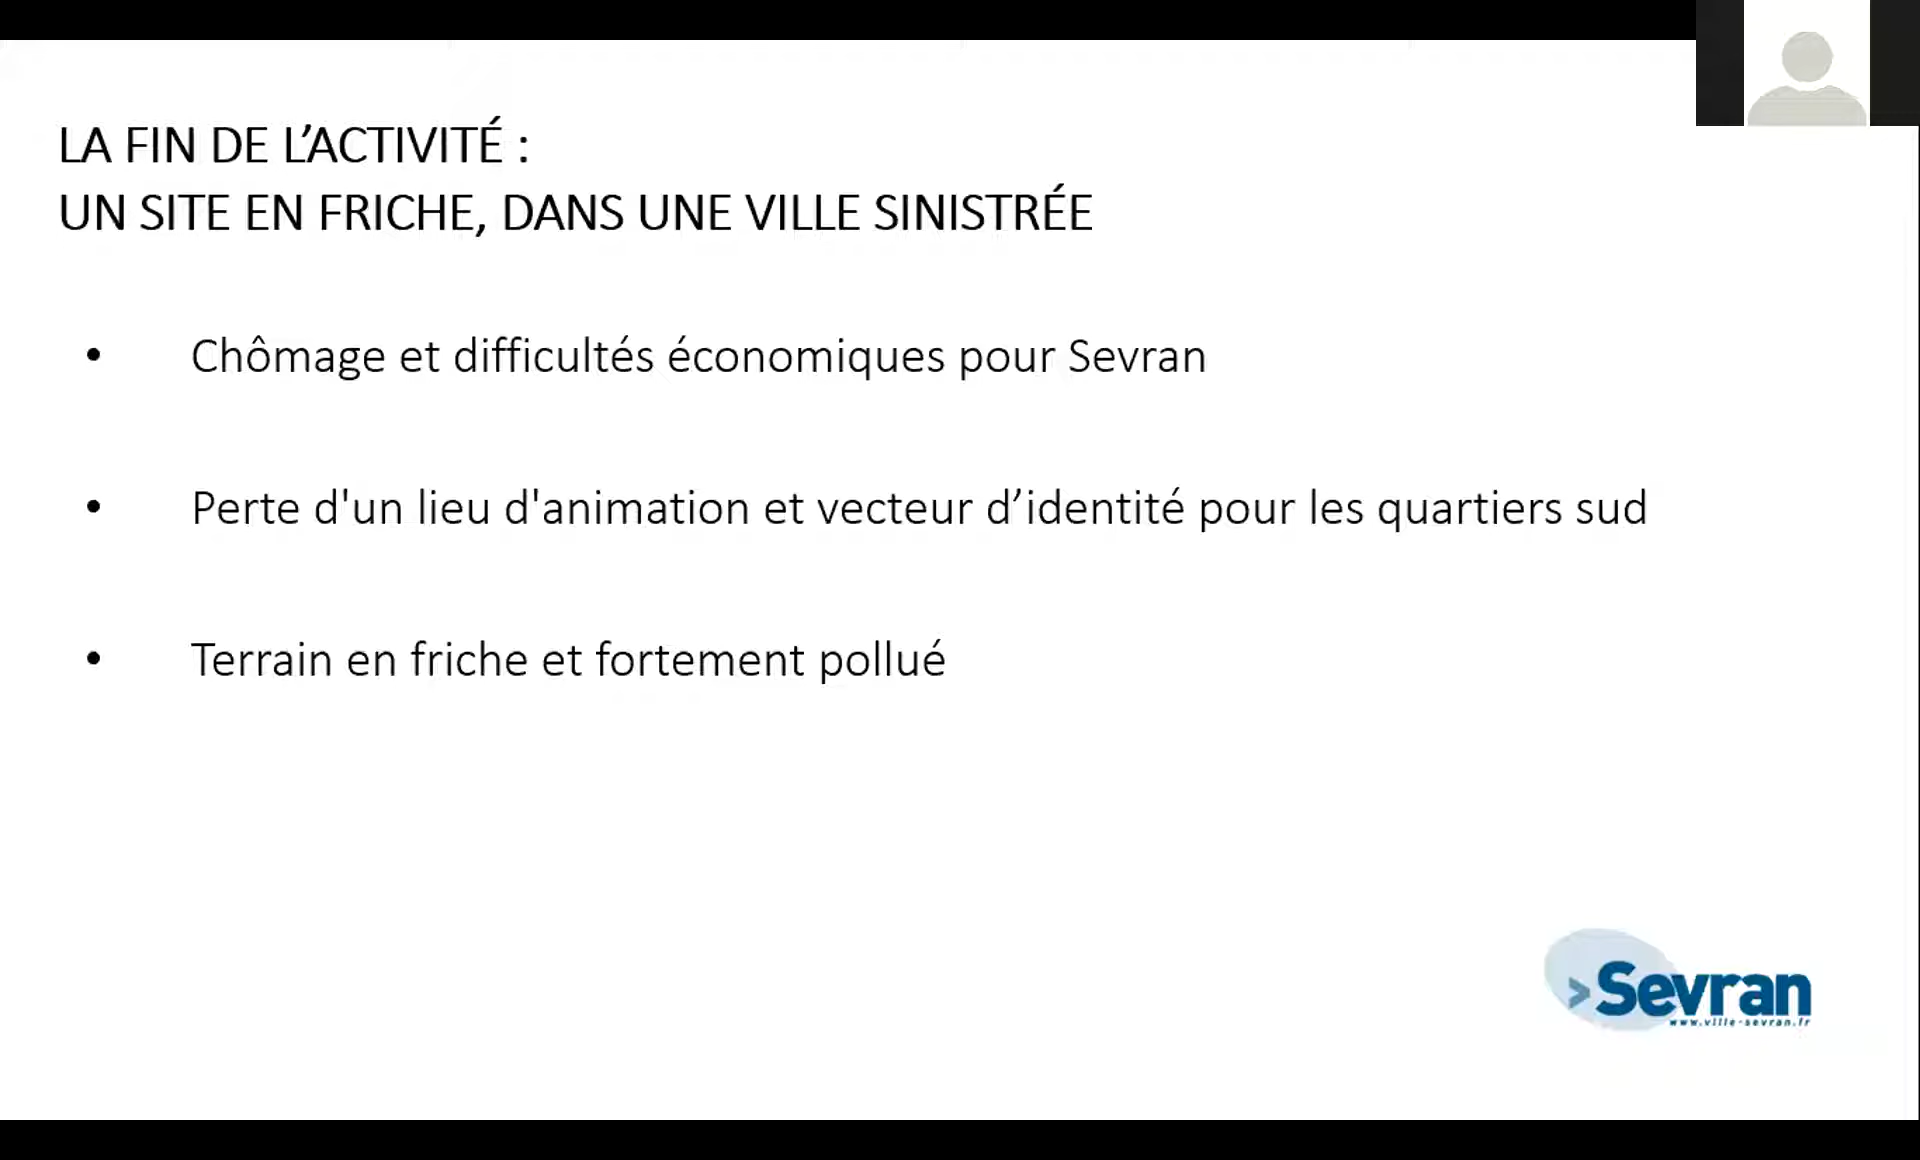 LA FIN DE L’ACTIVITÉ :
UN SITE EN FRICHE, DANS UNE VILLE SINISTRÉE
• Chômage et difficultés économiques pour Sevran
• Perte d'un lieu d'animation et vecteur d’identité pour les quartiers sud
• Terrain en friche et fortement pollué
>Sevran
www.ville-sevran.fr